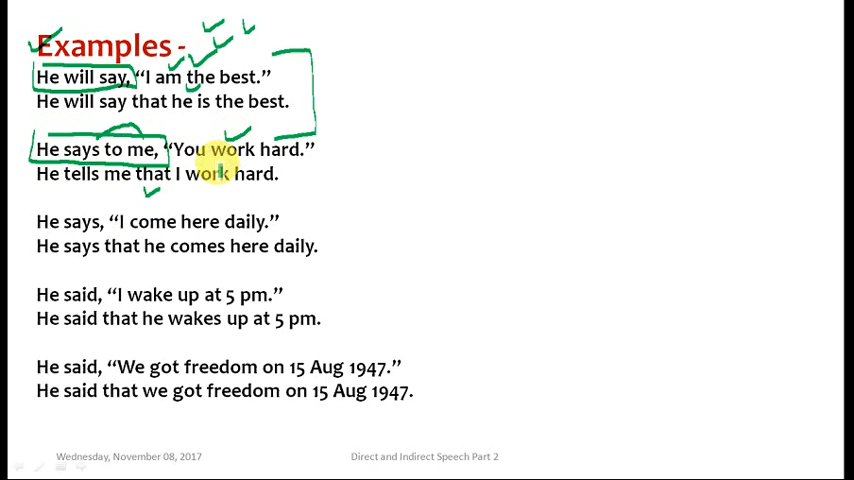 Examples -
He will say, “I am the best.”
He will say that he is the best.
He says to me, “You work hard.”
He tells me that I work hard.
He says, “I come here daily.”
He says that he comes here daily.
He said, “I wake up at 5 pm.”
He said that he wakes up at 5 pm.
He said, “We got freedom on 15 Aug 1947.”
He said that we got freedom on 15 Aug 1947.
Wednesday, November 08, 2017
Direct and Indirect Speech Part 2